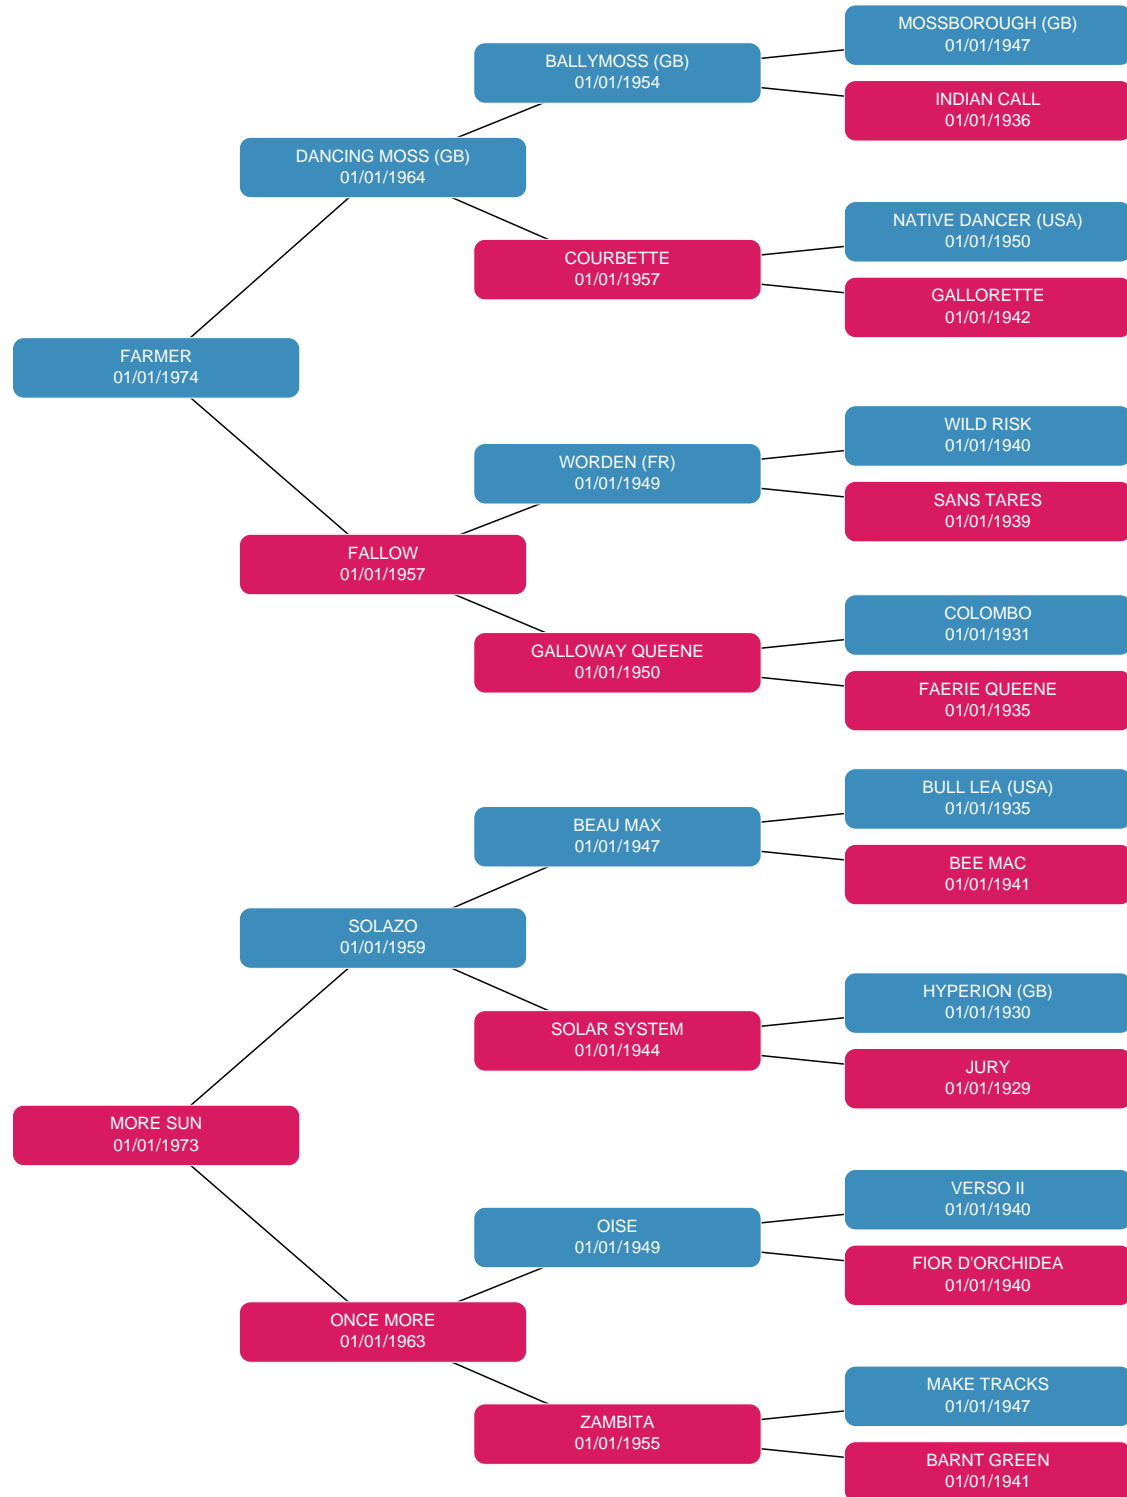 MOSSBOROUGH (GB)
01/01/1947
BALLYMOSS (GB)
01/01/1954
INDIAN CALL
01/01/1936
DANCING MOSS (GB)
01/01/1964
NATIVE DANCER (USA)
01/01/1950
COURBETTE
01/01/1957
GALLORETTE
01/01/1942
FARMER
01/01/1974
WILD RISK
01/01/1940
WORDEN (FR)
01/01/1949
SANS TARES
01/01/1939
FALLOW
01/01/1957
COLOMBO
01/01/1931
GALLOWAY QUEENE
01/01/1950
FAERIE QUEENE
01/01/1935
BULL LEA (USA)
01/01/1935
BEAU MAX
01/01/1947
BEE MAC
01/01/1941
SOLAZO
01/01/1959
HYPERION (GB)
01/01/1930
SOLAR SYSTEM
01/01/1944
JURY
01/01/1929
MORE SUN
01/01/1973
VERSO II
01/01/1940
OISE
01/01/1949
FIOR D'ORCHIDEA
01/01/1940
ONCE MORE
01/01/1963
MAKE TRACKS
01/01/1947
ZAMBITA
01/01/1955
BARNT GREEN
01/01/1941